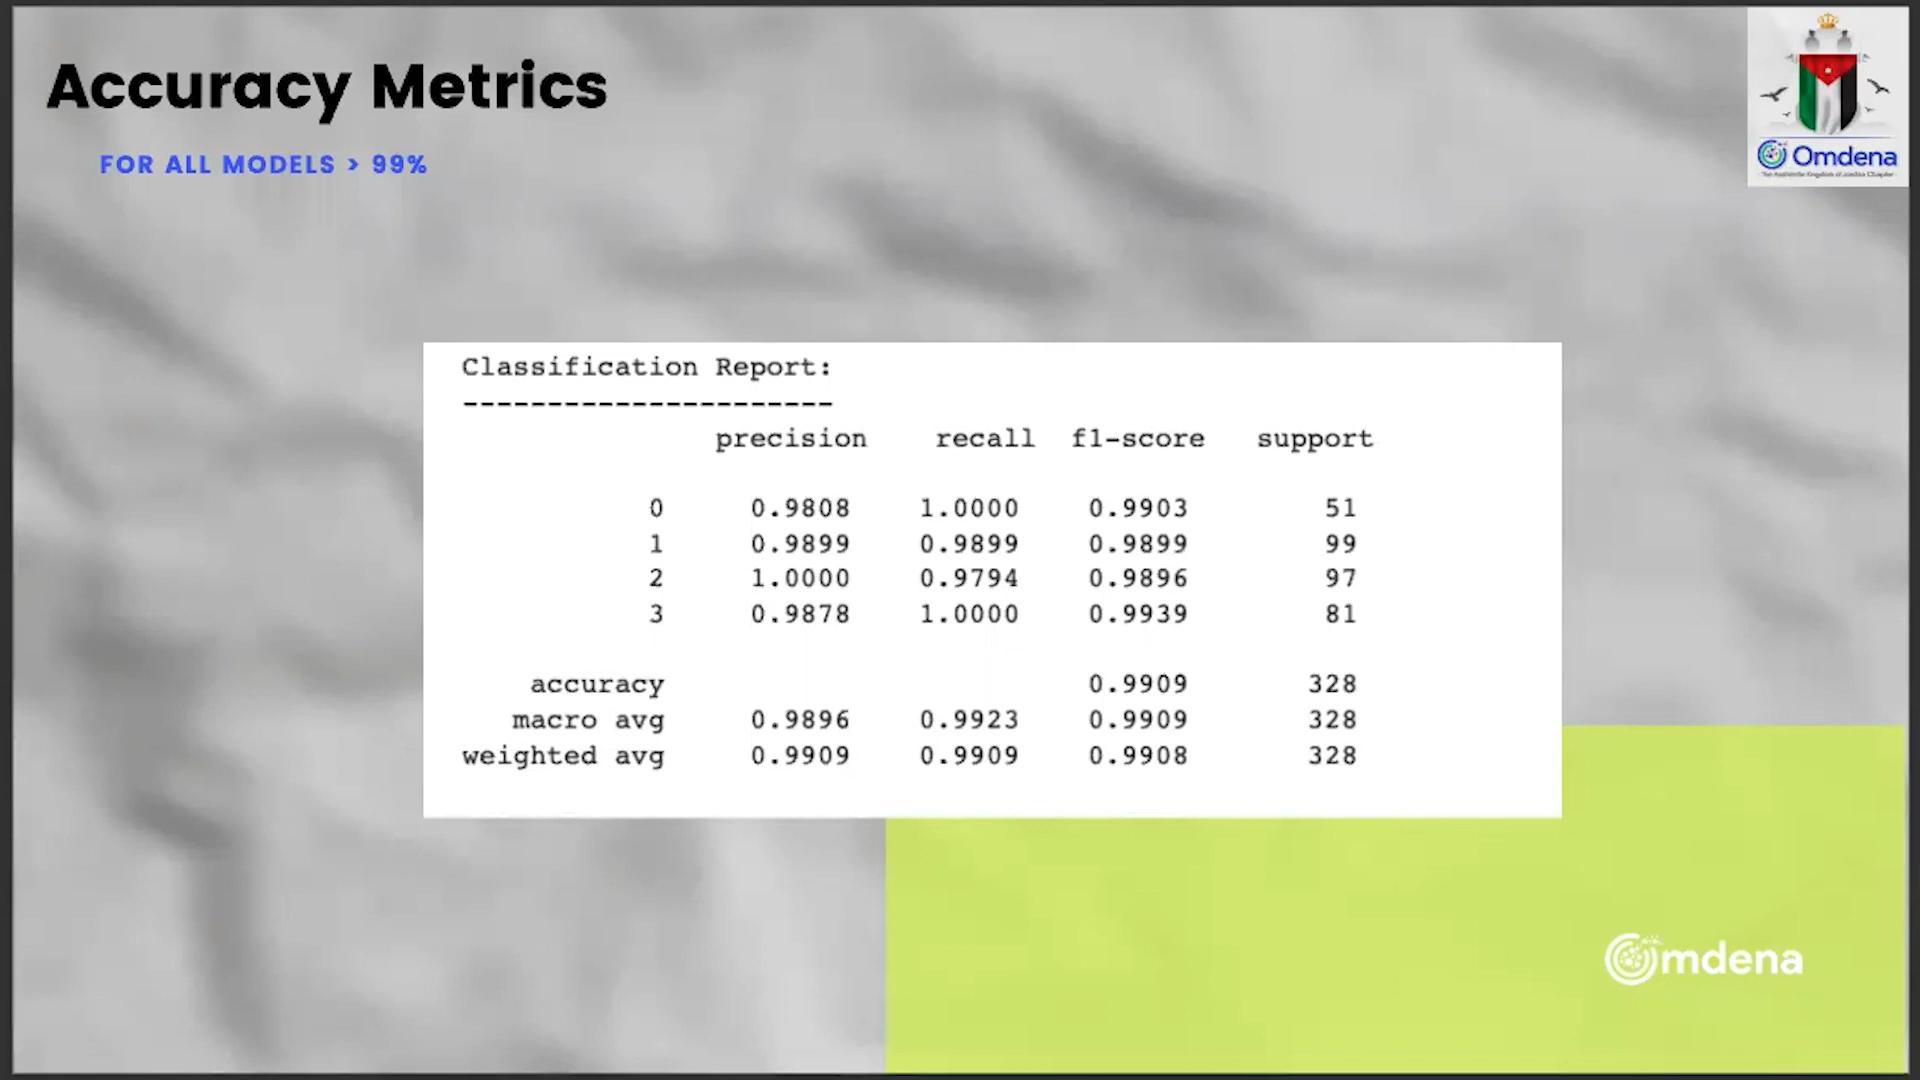 Accuracy Metrics
FOR ALL MODELS > 99%
Omdena
Classification Report:
----------------------
precision recall f1-score support
0 0.9808 1.0000 0.9903 51
1 0.9899 0.9899 0.9899 99
2 1.0000 0.9794 0.9896 97
3 0.9878 1.0000 0.9939 81
accuracy 0.9909 328
macro avg 0.9896 0.9923 0.9909 328
weighted avg 0.9909 0.9909 0.9908 328
Omdena